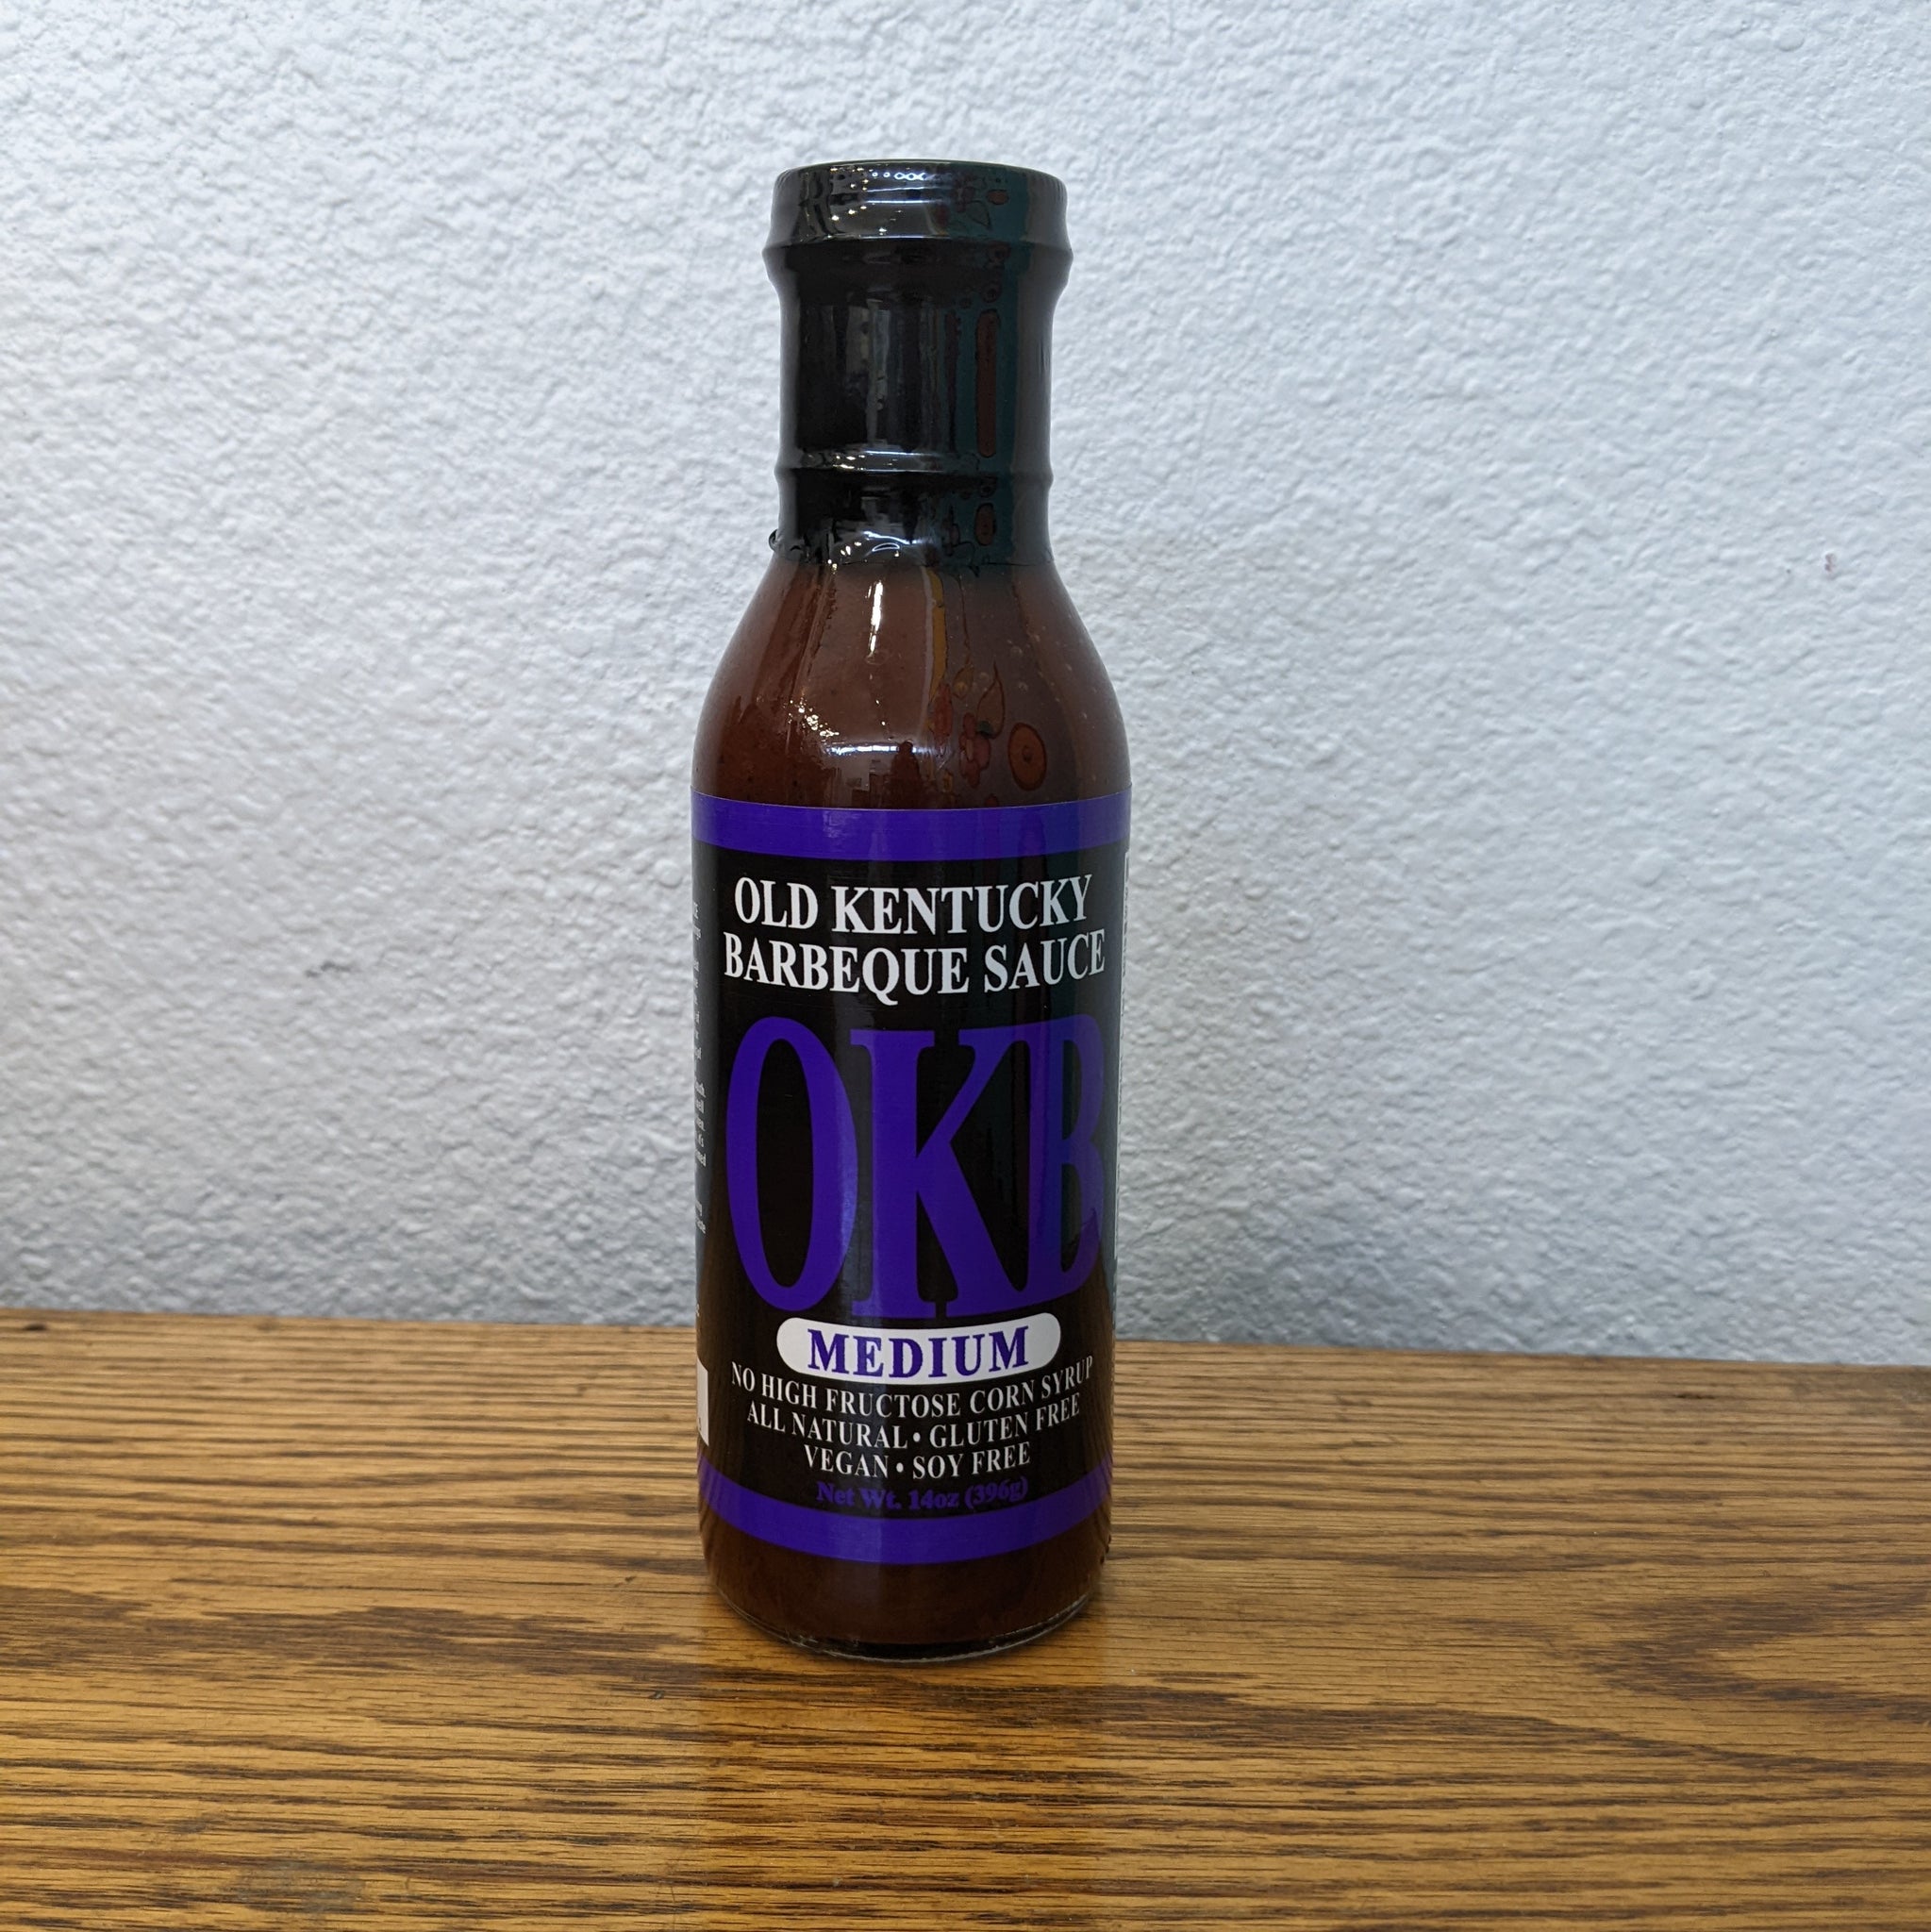 OLD KENTUCKY
BARBEQUE SAUCE
OKB
MEDIUM
NO HIGH FRUCTOSE CORN SYRUP
ALL NATURAL • GLUTEN FREE
VEGAN • SOY FREE
Net Wt. 14oz (396g)